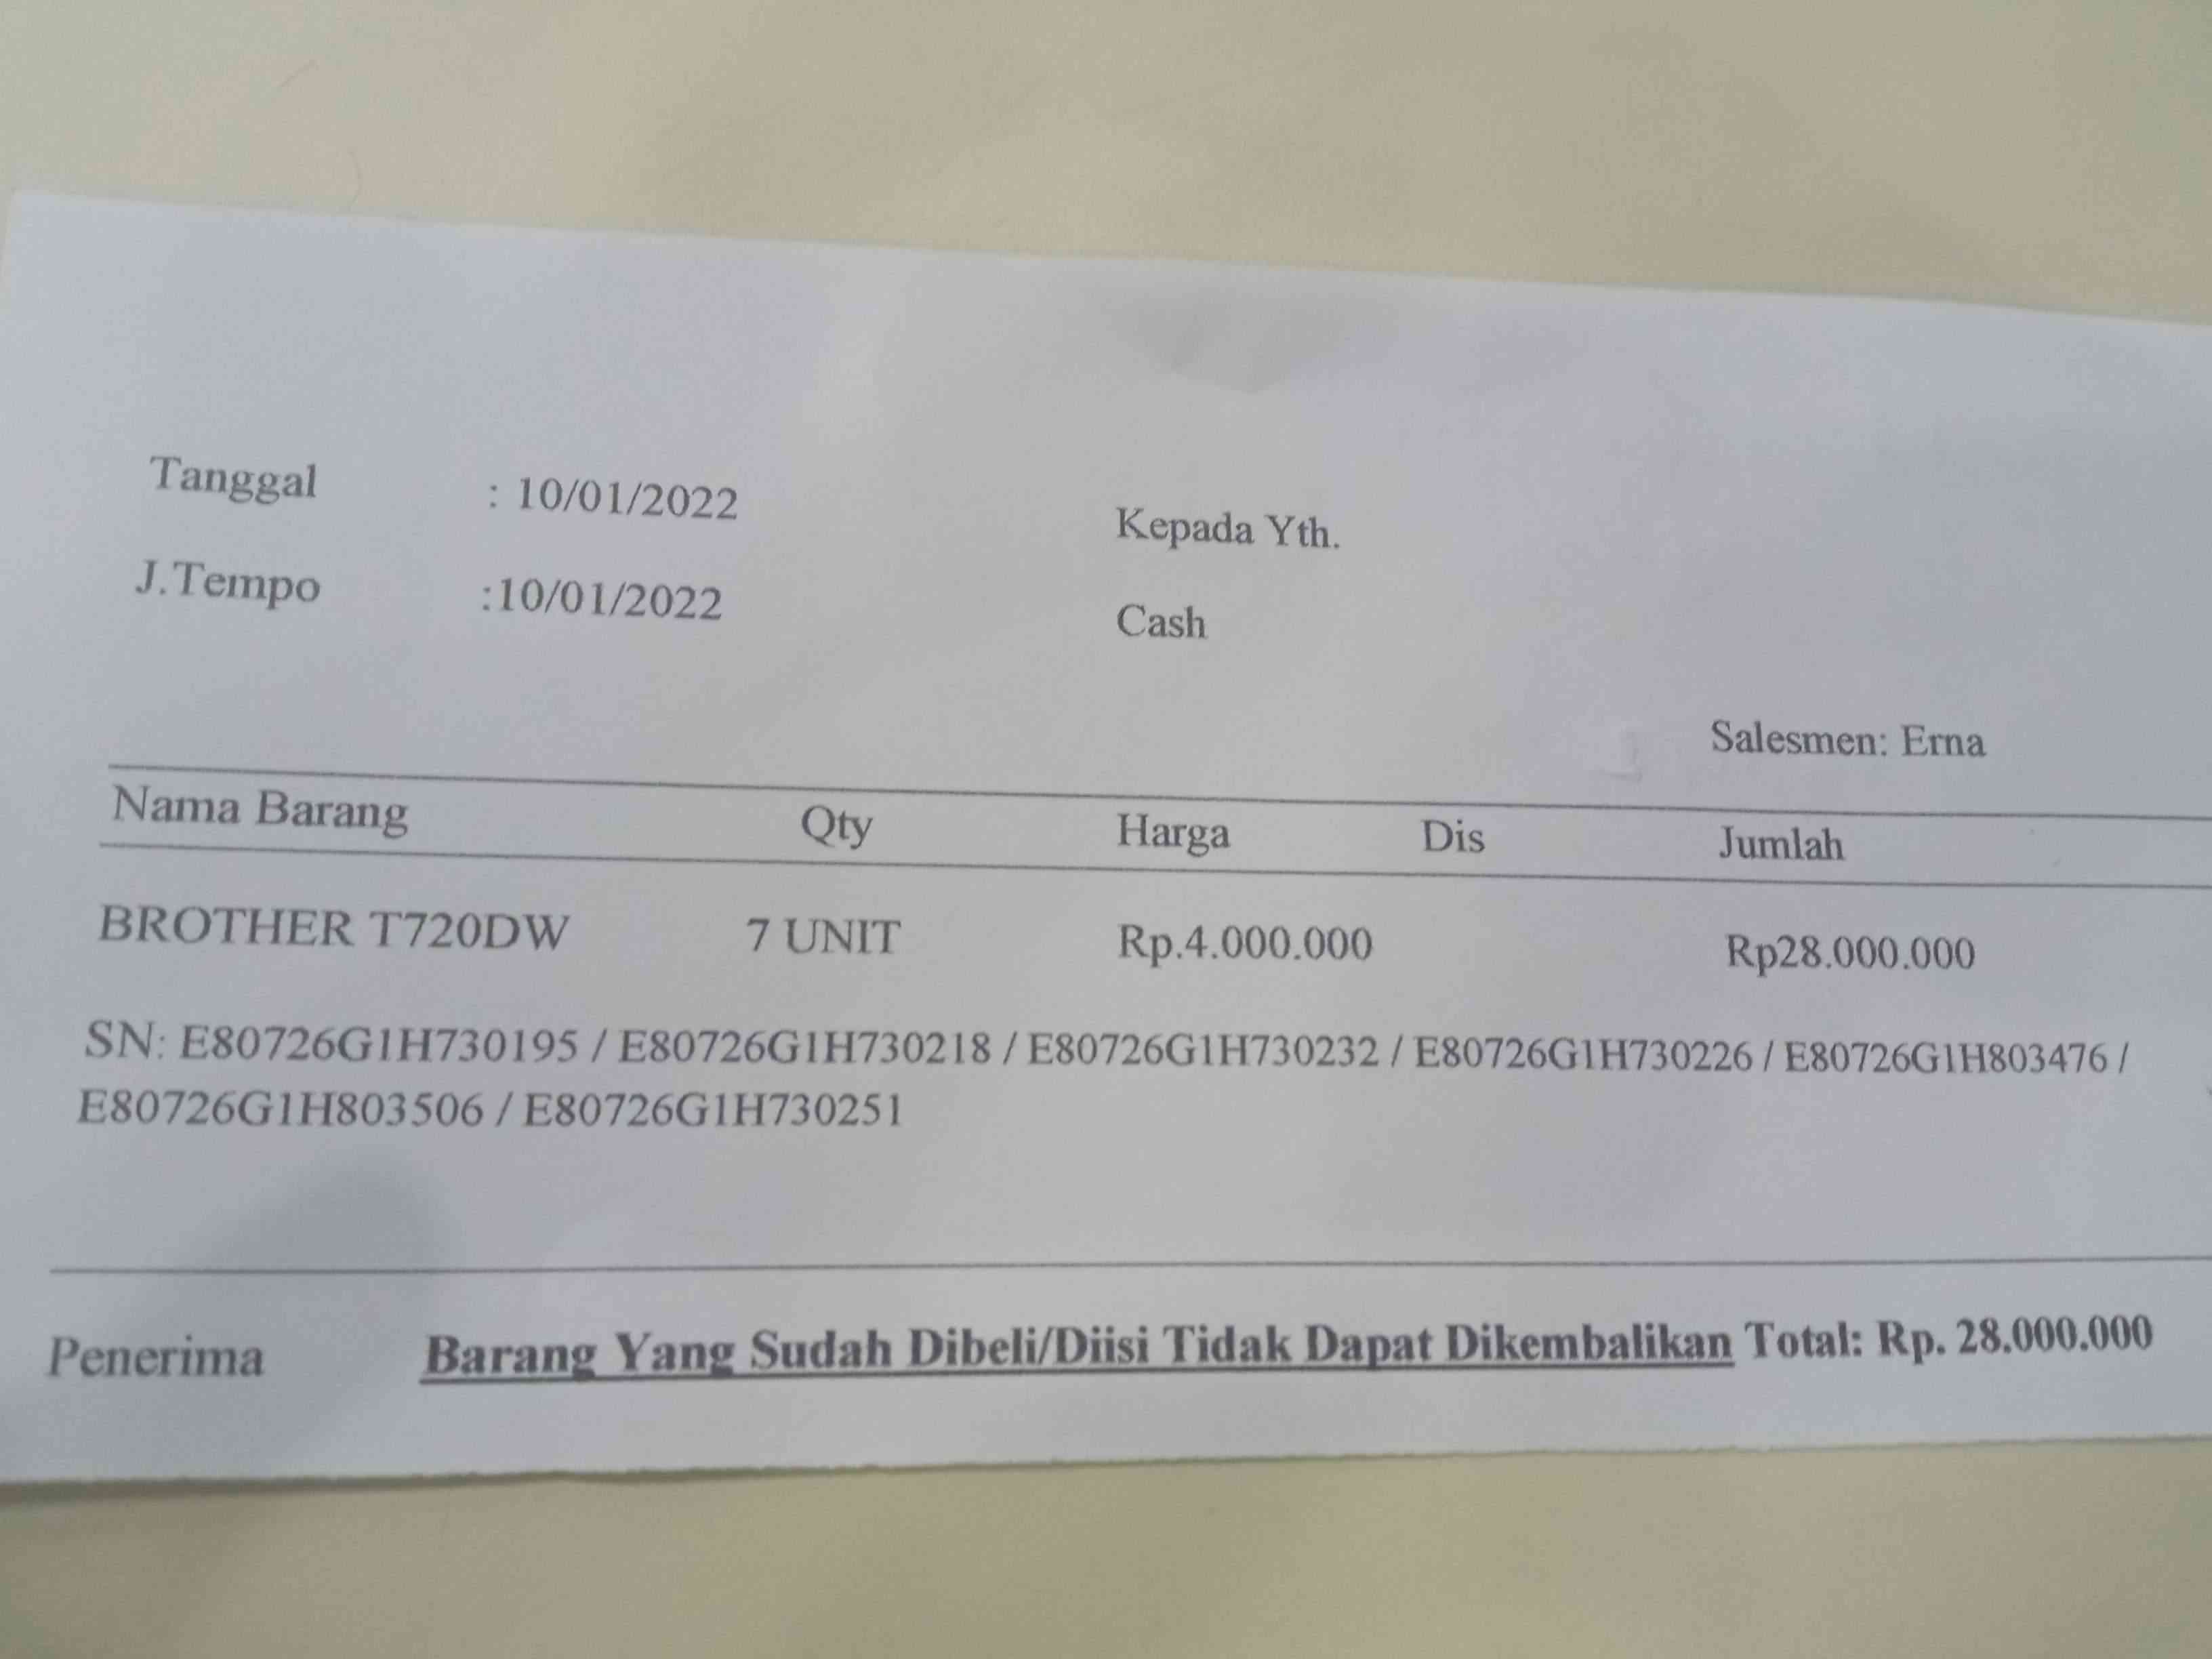 Tanggal : 10/01/2022
Kepada Yth.
J.Tempo :10/01/2022
Cash
Salesmen: Erna
Nama Barang Qty Harga Dis Jumlah
BROTHER T720DW 7 UNIT Rp.4.000.000 Rp28.000.000
SN: E80726G1H730195 / E80726G1H730218 / E80726G1H730232 / E80726G1H730226 / E80726G1H803476 /
E80726G1H803506 / E80726G1H730251
Penerima Barang Yang Sudah Dibeli/Diisi Tidak Dapat Dikembalikan Total: Rp. 28.000.000